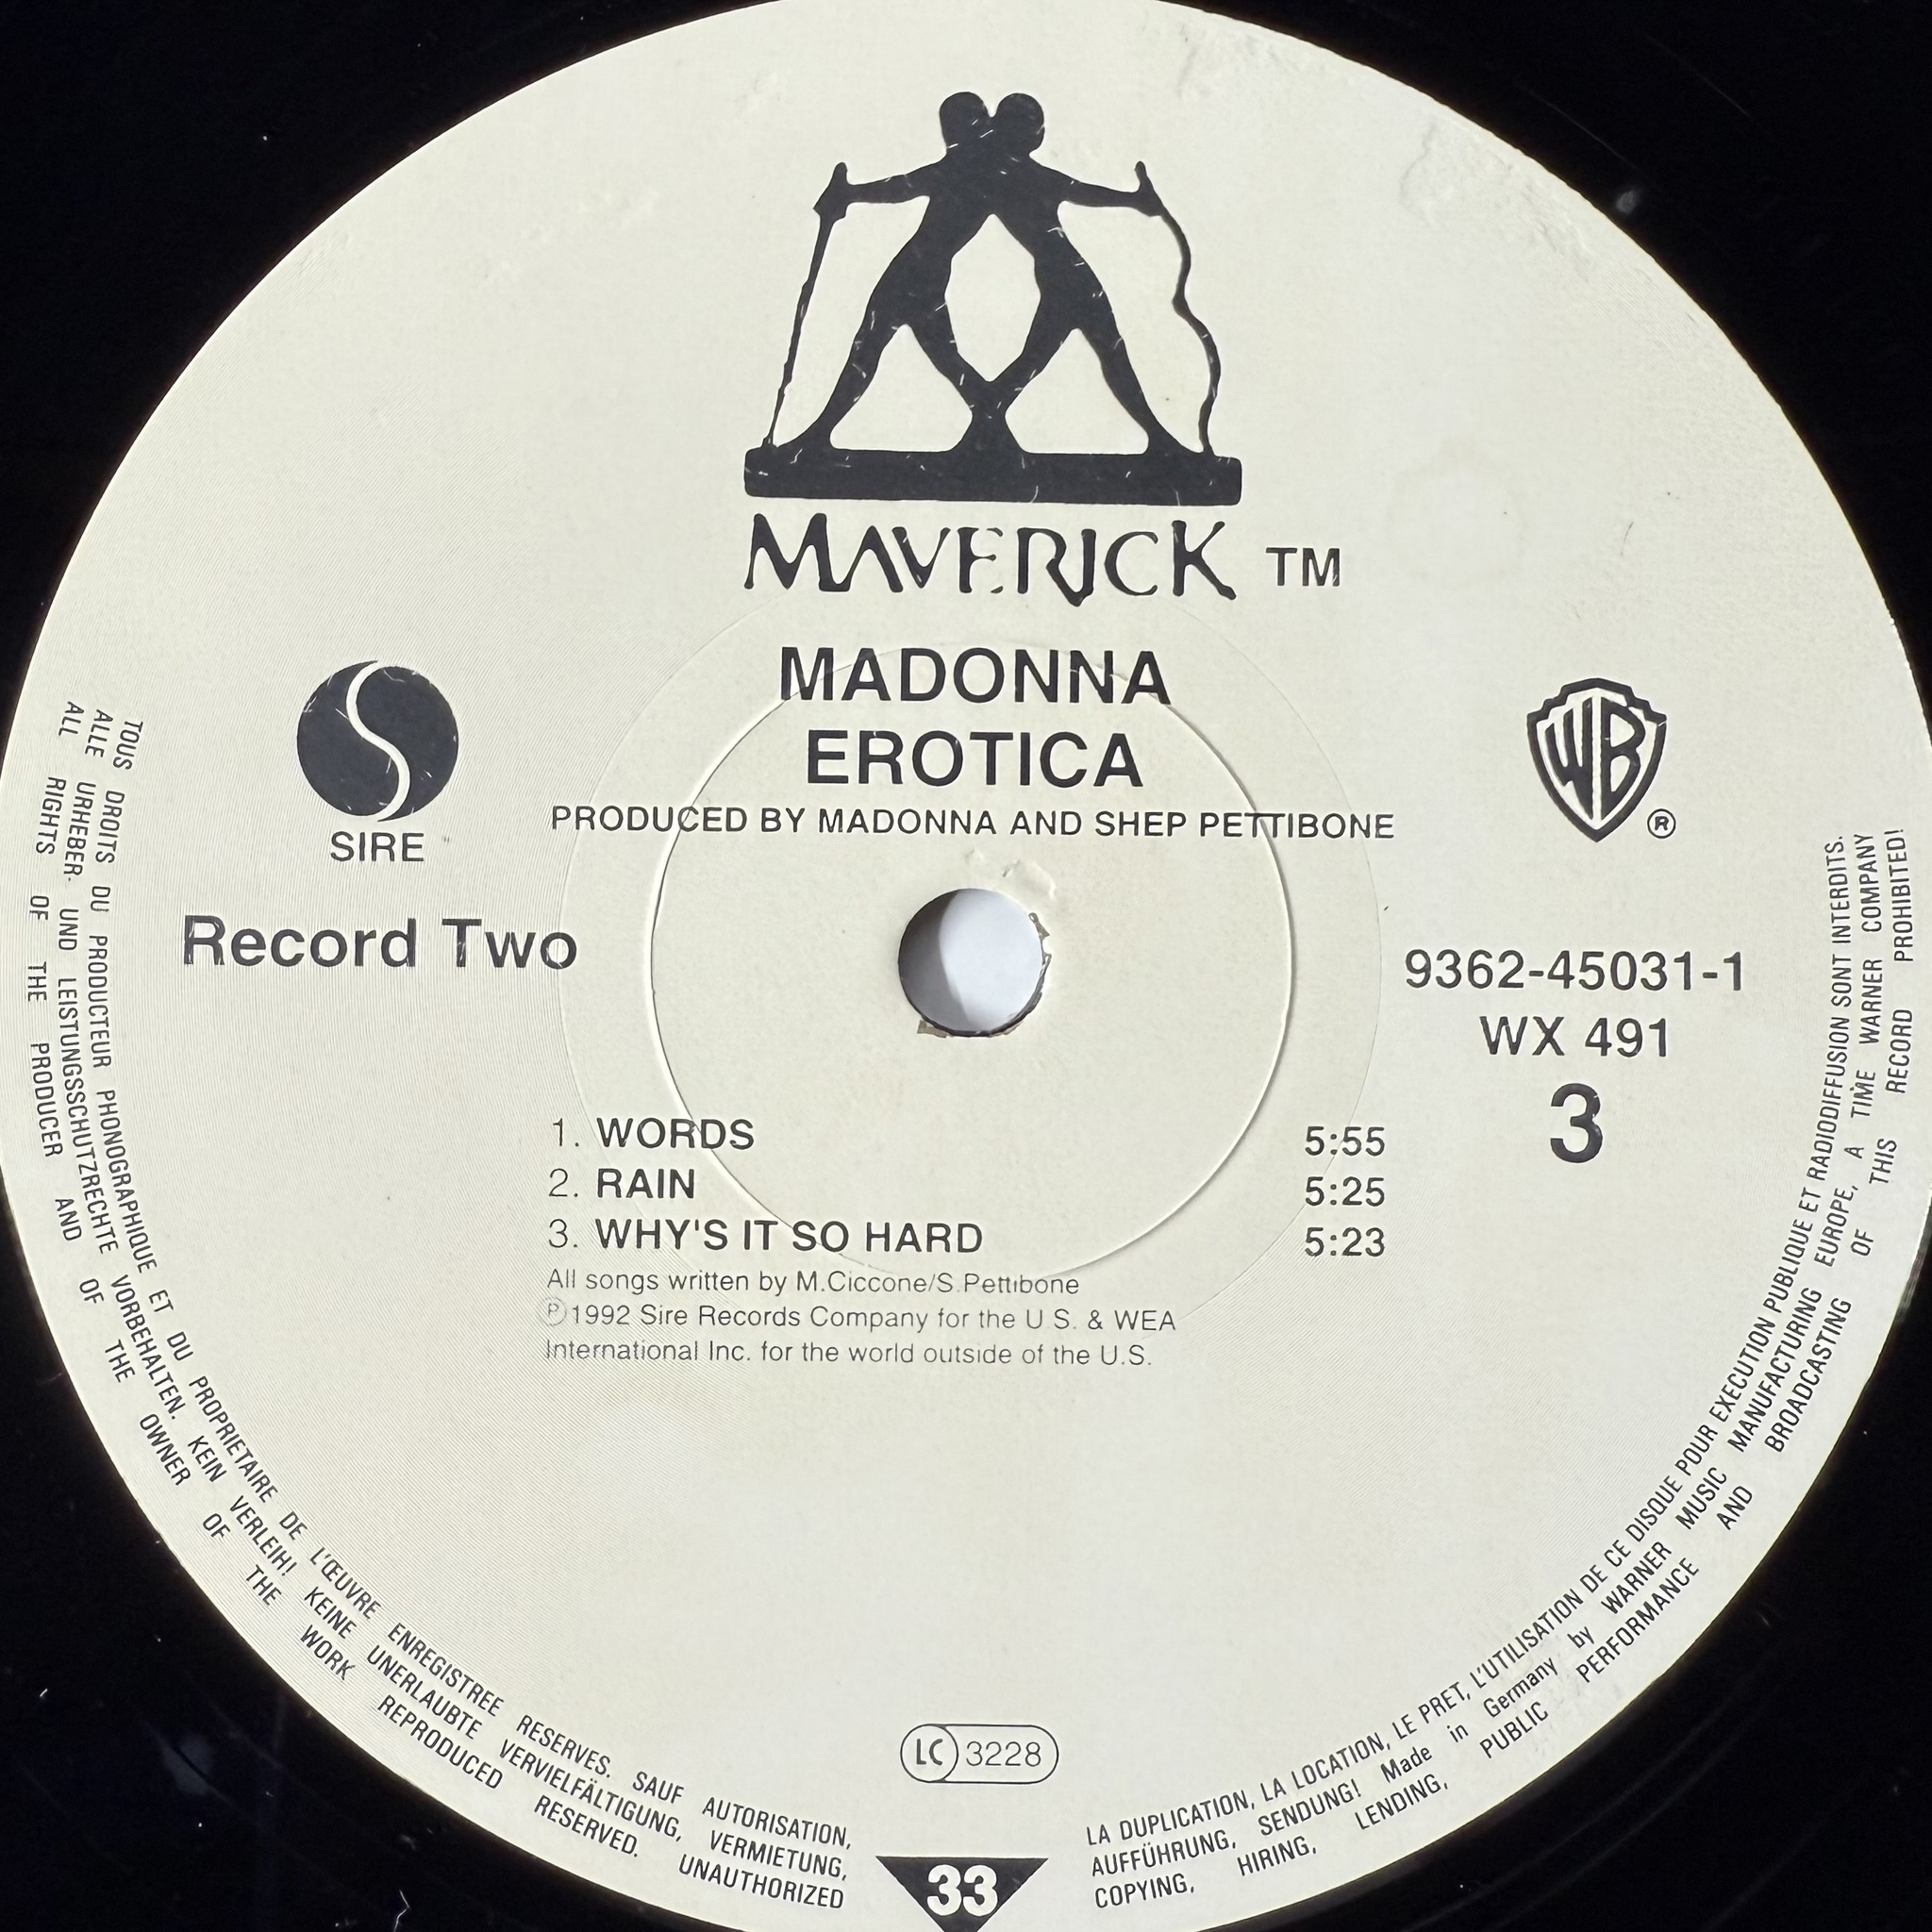 MAVERICK TM
MADONNA
EROTICA
PRODUCED BY MADONNA AND SHEP PETTIBONE
SIRE
WB ®
Record Two
9362-45031-1
WX 491
3
1. WORDS 5:55
2. RAIN 5:25
3. WHY'S IT SO HARD 5:23
All songs written by M.Ciccone/S.Pettibone
Ⓟ1992 Sire Records Company for the U.S. & WEA
International Inc. for the world outside of the U.S.
LC 3228
33
TOUS DROITS DU PRODUCTEUR PHONOGRAPHIQUE ET DU PROPRIETAIRE DE L'ŒUVRE ENREGISTREE RESERVES. SAUF AUTORISATION, LA DUPLICATION, LA LOCATION, LE PRET, L'UTILISATION DE CE DISQUE POUR EXECUTION PUBLIQUE ET RADIODIFFUSION SONT INTERDITS.
ALLE URHEBER- UND LEISTUNGSSCHUTZRECHTE VORBEHALTEN. KEIN VERLEIH! KEINE UNERLAUBTE VERVIELFÄLTIGUNG, VERMIETUNG, AUFFÜHRUNG, SENDUNG! Made in Germany by WARNER MUSIC MANUFACTURING EUROPE, A TIME WARNER COMPANY
ALL RIGHTS OF THE PRODUCER AND OF THE OWNER OF THE WORK REPRODUCED RESERVED. UNAUTHORIZED COPYING, HIRING, LENDING, PUBLIC PERFORMANCE AND BROADCASTING OF THIS RECORD PROHIBITED!